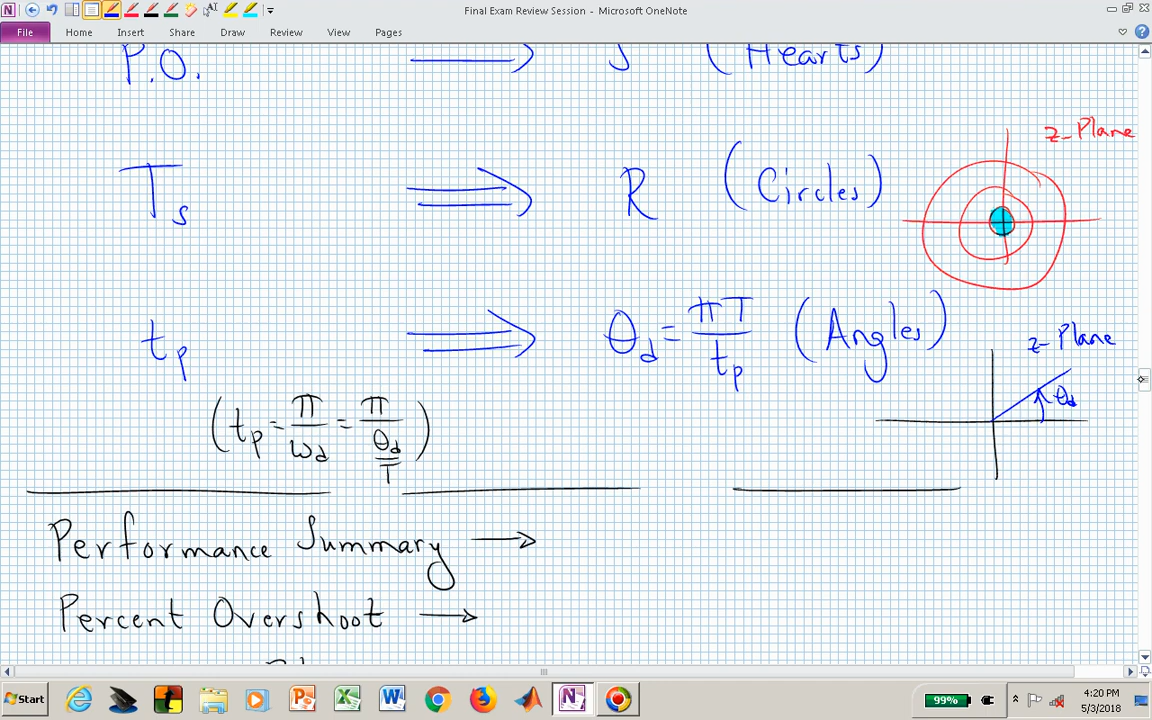 Final Exam Review Session - Microsoft OneNote
File Home Insert Share Draw Review View Pages
P.O. ⟹ (Hearts)
z-Plane
Ts ⟹ R (Circles)
tp ⟹ θd = πT/tp (Angles)
z-Plane
θd
(tp = π/ωd = π/(θd/T))
Performance Summary →
Percent Overshoot →
Start
99%
4:20 PM
5/3/2018